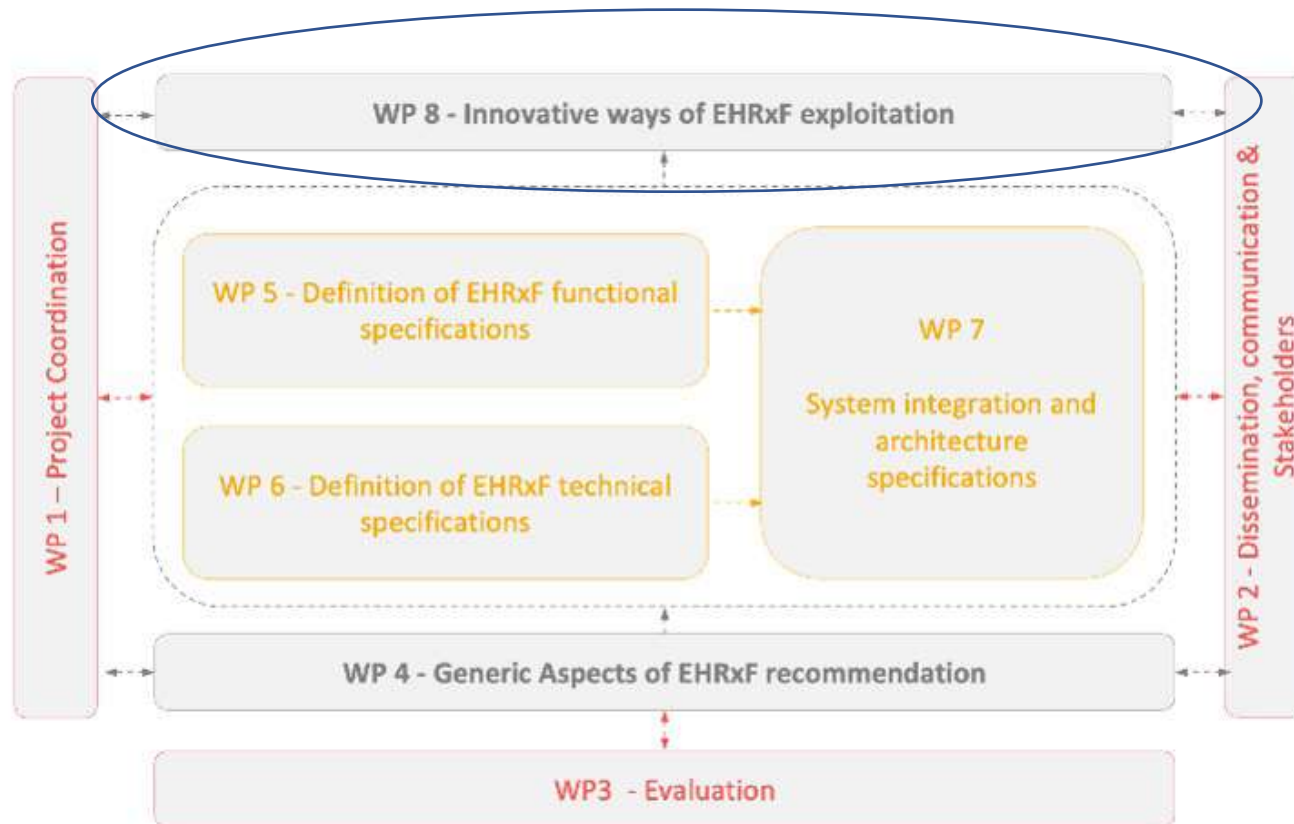 WP 8 - Innovative ways of EHRxF exploitation
WP 1 – Project Coordination
WP 5 - Definition of EHRxF functional
specifications
WP 6 - Definition of EHRxF technical
specifications
WP 7
System integration and
architecture
specifications
WP 2 - Dissemination, communication &
Stakeholders
WP 4 - Generic Aspects of EHRxF recommendation
WP3 - Evaluation